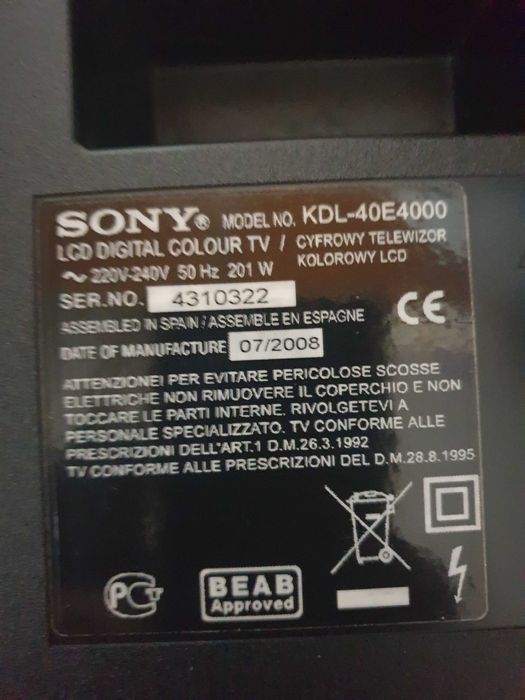 SONY® MODEL NO. KDL-40E4000
LCD DIGITAL COLOUR TV / CYFROWY TELEWIZOR KOLOROWY LCD
~ 220V-240V 50 Hz 201 W
SER.NO. 4310322
ASSEMBLED IN SPAIN / ASSEMBLE EN ESPAGNE
CE
DATE OF MANUFACTURE 07/2008
ATTENZIONE! PER EVITARE PERICOLOSE SCOSSE
ELETTRICHE NON RIMUOVERE IL COPERCHIO E NON
TOCCARE LE PARTI INTERNE. RIVOLGETEVI A
PERSONALE SPECIALIZZATO. TV CONFORME ALLE
PRESCRIZIONI DELL'ART.1 D.M.26.3.1992
TV CONFORME ALLE PRESCRIZIONI DEL D.M.28.8.1995
PCT
BEAB
Approved